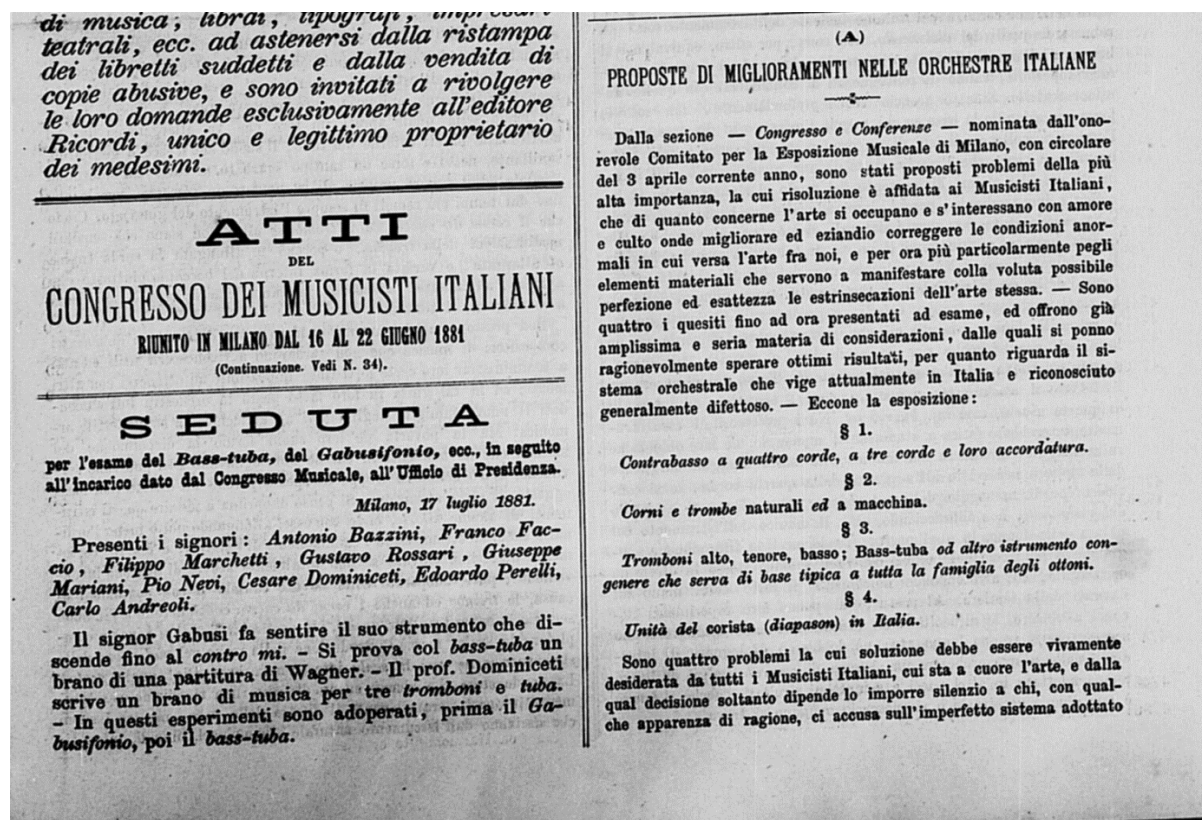 di musica; librai, tipografi, impresari
teatrali, ecc. ad astenersi dalla ristampa
dei libretti suddetti e dalla vendita di
copie abusive, e sono invitati a rivolgere
le loro domande esclusivamente all'editore
Ricordi, unico e legittimo proprietario
dei medesimi.
ATTI
DEL
CONGRESSO DEI MUSICISTI ITALIANI
RIUNITO IN MILANO DAL 16 AL 22 GIUGNO 1881
(Continuazione. Vedi N. 34).
SEDUTA
per l'esame del Bass-tuba, del Gabusifonio, ecc., in seguito
all'incarico dato dal Congresso Musicale, all'Ufficio di Presidenza.
Milano, 17 luglio 1881.
Presenti i signori: Antonio Bazzini, Franco Fac-
cio, Filippo Marchetti, Gustavo Rossari, Giuseppe
Mariani, Pio Nevi, Cesare Dominiceti, Edoardo Perelli,
Carlo Andreoli.
Il signor Gabusi fa sentire il suo strumento che di-
scende fino al contro mi. - Si prova col bass-tuba un
brano di una partitura di Wagner. - Il prof. Dominiceti
scrive un brano di musica per tre tromboni e tuba.
- In questi esperimenti sono adoperati, prima il Ga-
busifonio, poi il bass-tuba.
(A)
PROPOSTE DI MIGLIORAMENTI NELLE ORCHESTRE ITALIANE
Dalla sezione — Congresso e Conferenze — nominata dall'ono-
revole Comitato per la Esposizione Musicale di Milano, con circolare
del 3 aprile corrente anno, sono stati proposti problemi della più
alta importanza, la cui risoluzione è affidata ai Musicisti Italiani,
che di quanto concerne l'arte si occupano e s'interessano con amore
e culto onde migliorare ed eziandio correggere le condizioni anor-
mali in cui versa l'arte fra noi, e per ora più particolarmente pegli
elementi materiali che servono a manifestare colla voluta possibile
perfezione ed esattezza le estrinsecazioni dell'arte stessa. — Sono
quattro i quesiti fino ad ora presentati ad esame, ed offrono già
amplissima e seria materia di considerazioni, dalle quali si ponno
ragionevolmente sperare ottimi risultati, per quanto riguarda il si-
stema orchestrale che vige attualmente in Italia e riconosciuto
generalmente difettoso. — Eccone la esposizione:
§ 1.
Contrabasso a quattro corde, a tre corde e loro accordatura.
§ 2.
Corni e trombe naturali ed a macchina.
§ 3.
Tromboni alto, tenore, basso; Bass-tuba od altro istrumento con-
genere che serva di base tipica a tutta la famiglia degli ottoni.
§ 4.
Unità del corista (diapason) in Italia.
Sono quattro problemi la cui soluzione debbe essere vivamente
desiderata da tutti i Musicisti Italiani, cui sta a cuore l'arte, e dalla
qual decisione soltanto dipende lo imporre silenzio a chi, con qual-
che apparenza di ragione, ci accusa sull'imperfetto sistema adottato